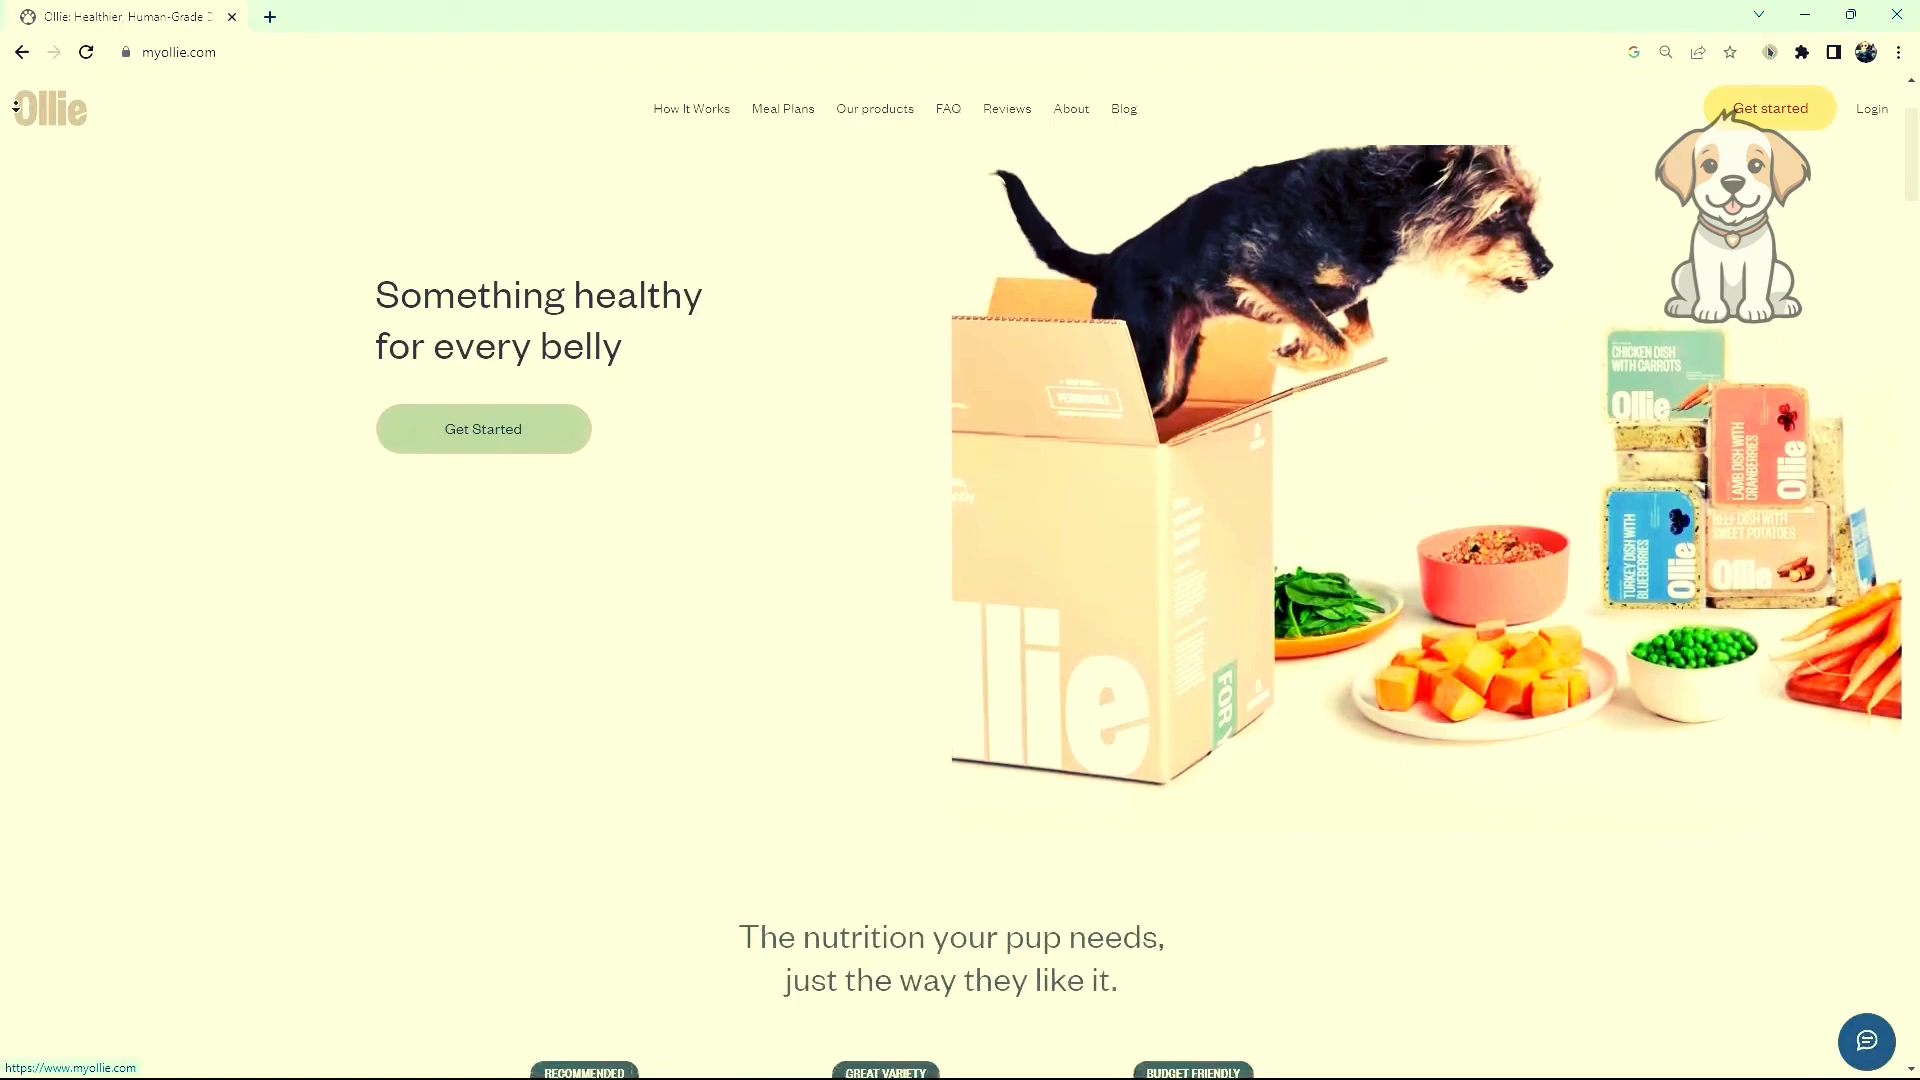 Ollie: Healthier, Human-Grade
myollie.com
Ollie
How It Works
Meal Plans
Our products
FAQ
Reviews
About
Blog
Get started
Login
Something healthy
for every belly
Get Started
CHICKEN DISH
WITH CARROTS
Ollie
LAMB DISH WITH
CRANBERRIES
Ollie
TURKEY DISH WITH
BLUEBERRIES
Ollie
BEEF DISH WITH
SWEET POTATOES
Ollie
PERISHABLE
llie
FOR
The nutrition your pup needs,
just the way they like it.
RECOMMENDED
GREAT VARIETY
BUDGET FRIENDLY
https://www.myollie.com